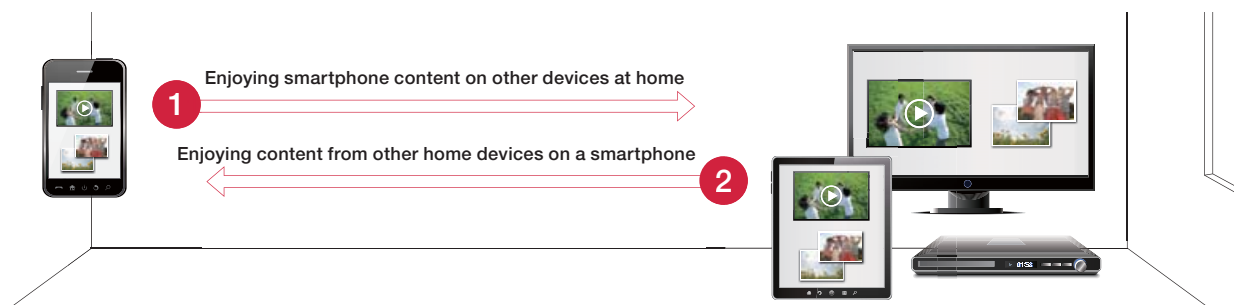 Enjoying smartphone content on other devices at home
1
Enjoying content from other home devices on a smartphone
2
01:58